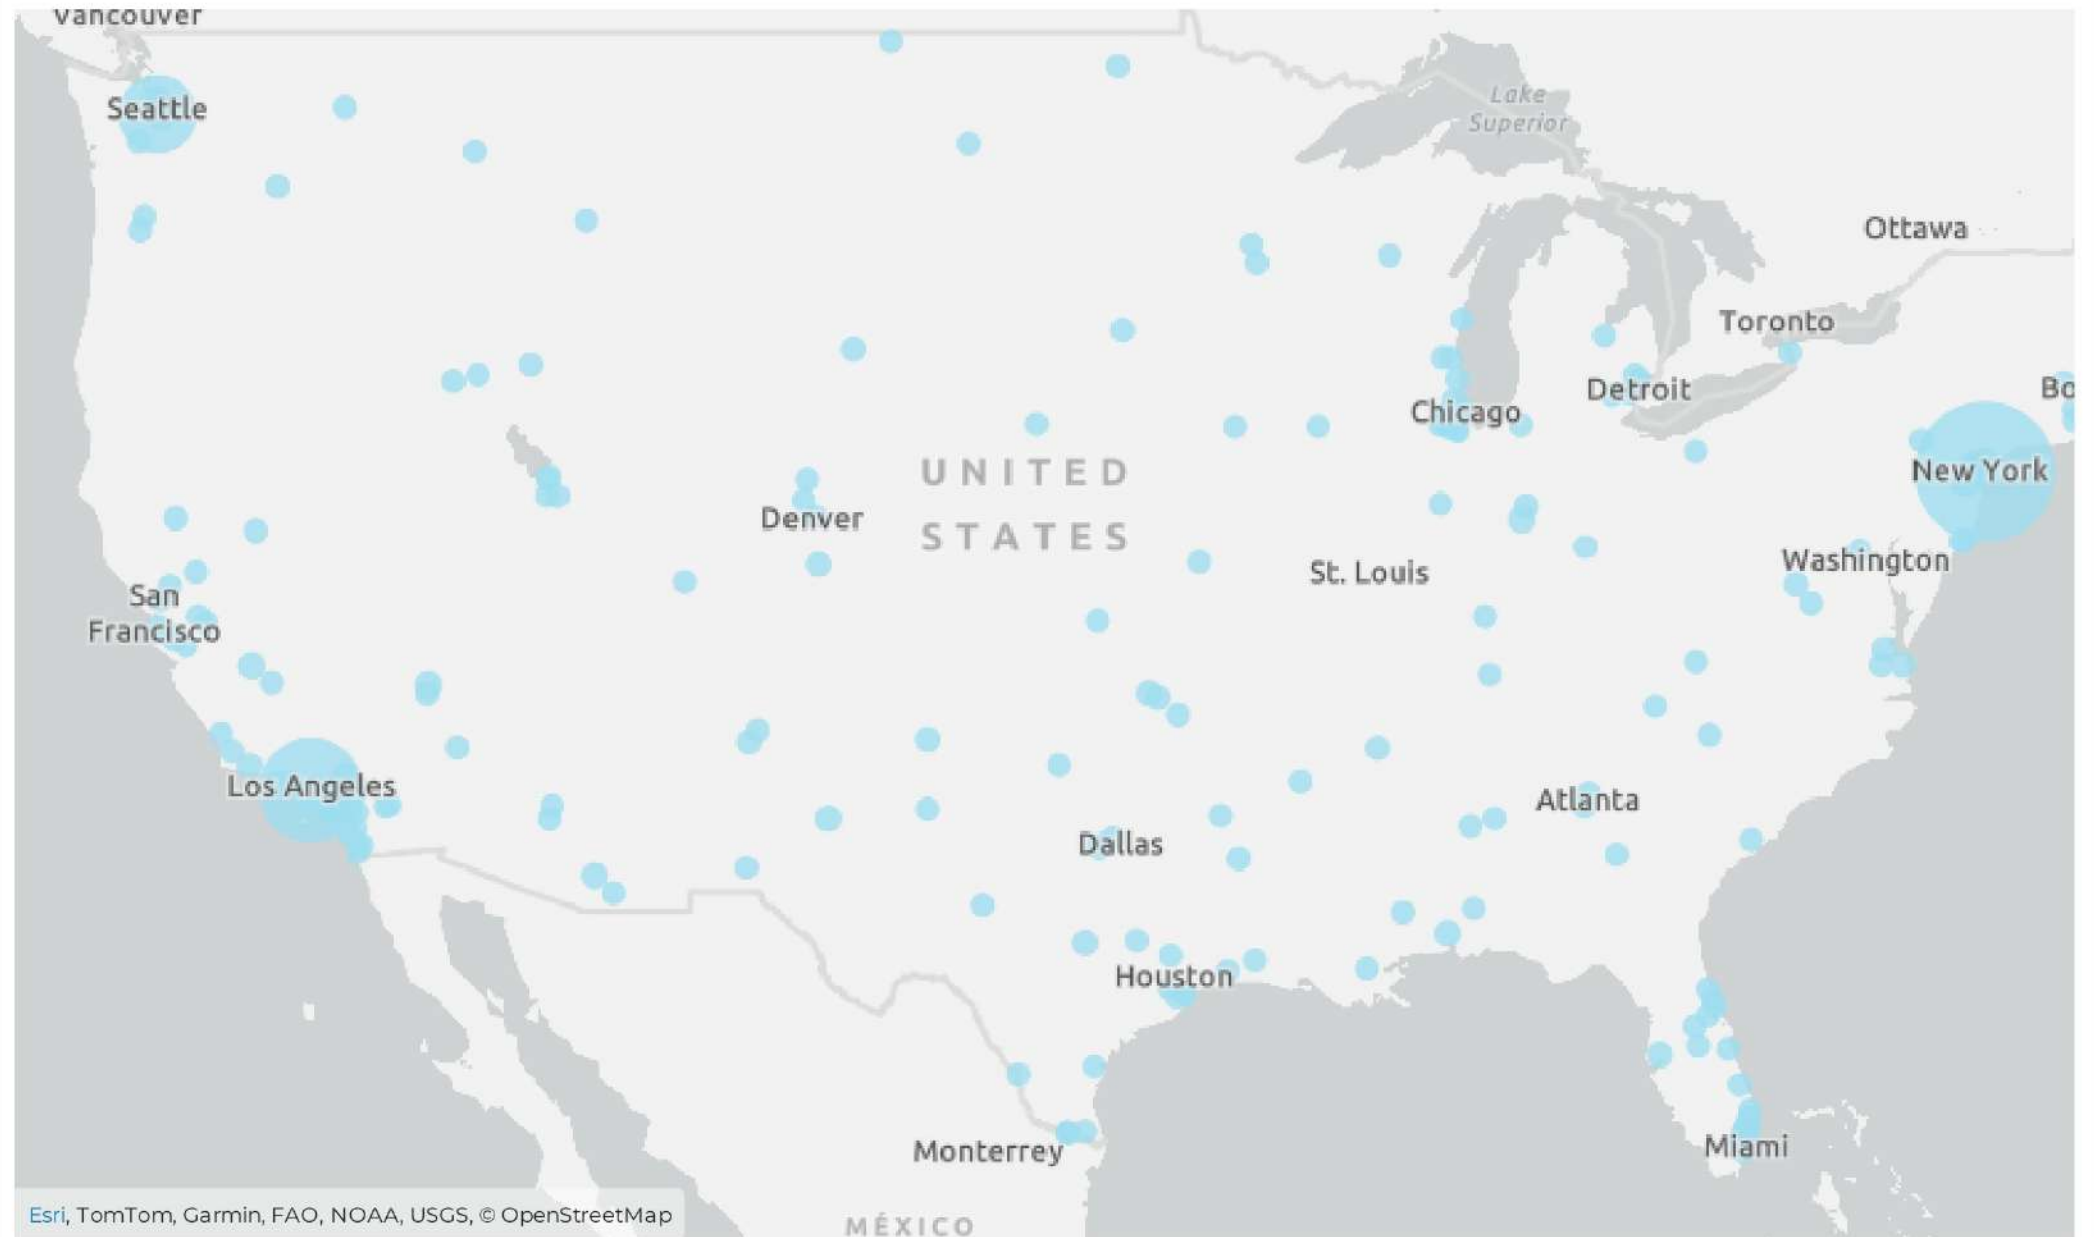 Vancouver
Seattle
Lake
Superior
Ottawa
Toronto
Detroit
Bo
Chicago
New York
UNITED
STATES
Denver
Washington
St. Louis
San
Francisco
Los Angeles
Atlanta
Dallas
Houston
Miami
Monterrey
MÉXICO
Esri, TomTom, Garmin, FAO, NOAA, USGS, © OpenStreetMap